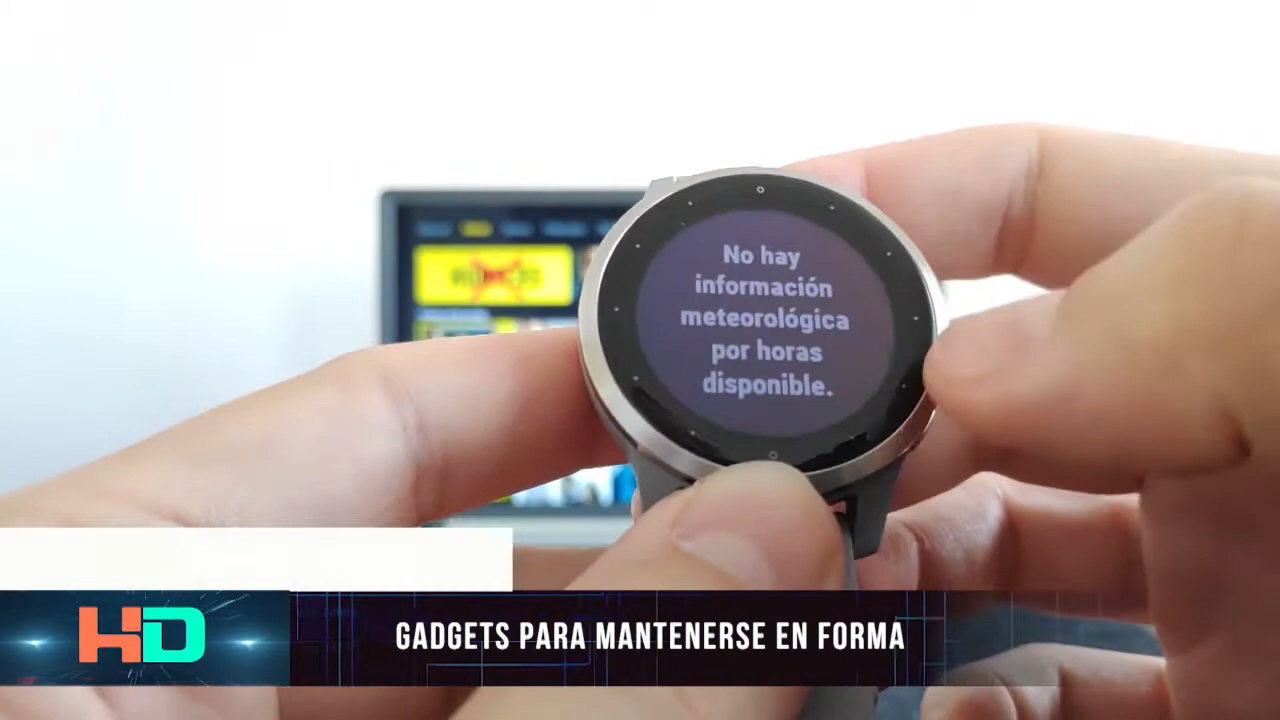 No hay
información
meteorológica
por horas
disponible.
HD
GADGETS PARA MANTENERSE EN FORMA